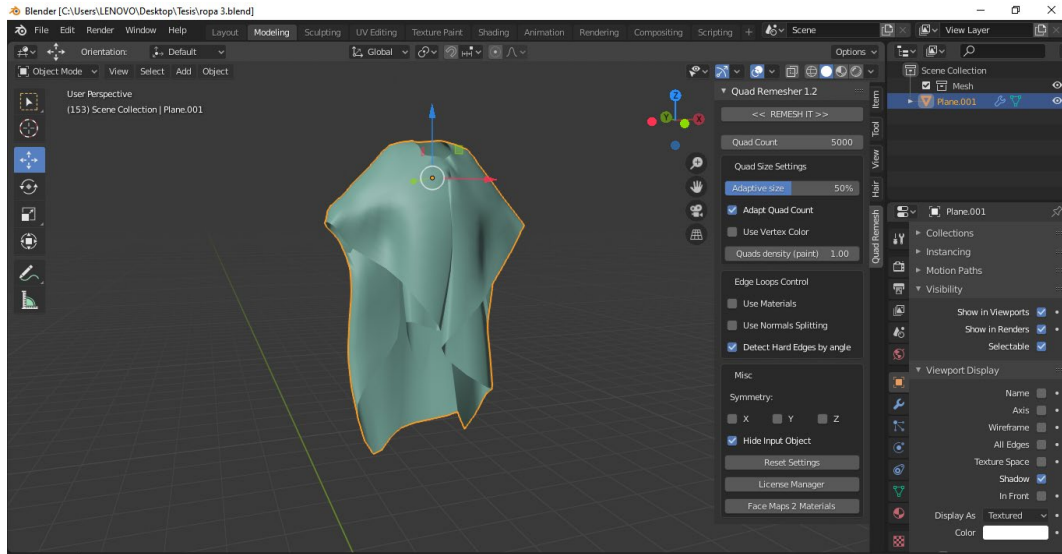 Blender [C:\Users\LENOVO\Desktop\Tesis\ropa 3.blend]
File Edit Render Window Help Layout Modeling Sculpting UV Editing Texture Paint Shading Animation Rendering Compositing Scripting + Scene View Layer
Orientation: Default Global Options
Object Mode View Select Add Object
User Perspective
(153) Scene Collection | Plane.001
Z
Y
X
Quad Remesher 1.2
<< REMESH IT >>
Quad Count 5000
Quad Size Settings
Adaptive size 50%
Adapt Quad Count
Use Vertex Color
Quads density (paint) 1.00
Edge Loops Control
Use Materials
Use Normals Splitting
Detect Hard Edges by angle
Misc
Symmetry:
X Y Z
Hide Input Object
Reset Settings
License Manager
Face Maps 2 Materials
Item
Tool
View
Hair
Quad Remesh
Scene Collection
Mesh
Plane.001
Plane.001
Collections
Instancing
Motion Paths
Visibility
Show in Viewports
Show in Renders
Selectable
Viewport Display
Name
Axis
Wireframe
All Edges
Texture Space
Shadow
In Front
Display As Textured
Color